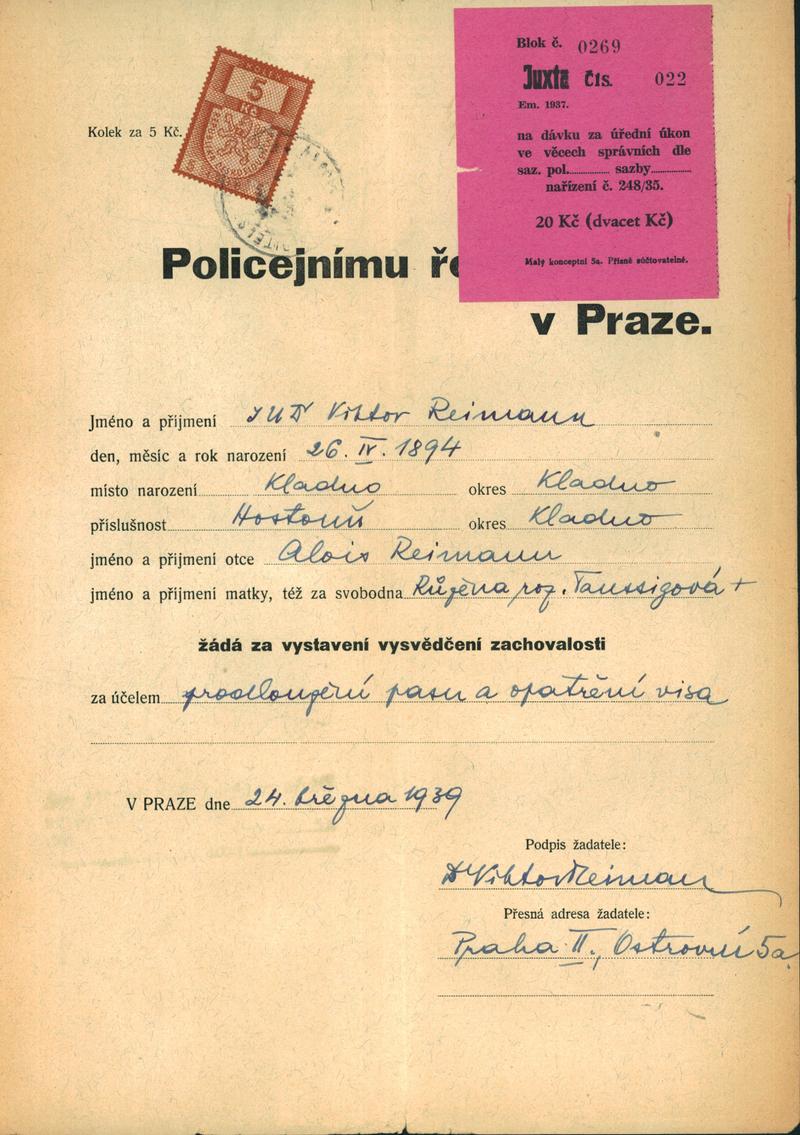 Blok č. 0269
Juxta čís. 022
Em. 1937.
na dávku za úřední úkon
ve věcech správních dle
saz. pol. sazby
nařízení č. 248/35.
20 Kč (dvacet Kč)
Malý konceptní 5a. Přísně súčtovatelné.
Kolek za 5 Kč.
5
Kč
Policejnímu ře
v Praze.
Jméno a příjmení JUDr Viktor Reimann
den, měsíc a rok narození 26. IV. 1894
místo narození Kladno okres Kladno
příslušnost Hostouň okres Kladno
jméno a příjmení otce Alois Reimann
jméno a příjmení matky, též za svobodna Růžena roz. Taussigová +
žádá za vystavení vysvědčení zachovalosti
za účelem prodloužení pasu a opatření visa
V PRAZE dne 24. března 1939
Podpis žadatele:
Dr Viktor Reimann
Přesná adresa žadatele:
Praha II., Ostrovní 5a.